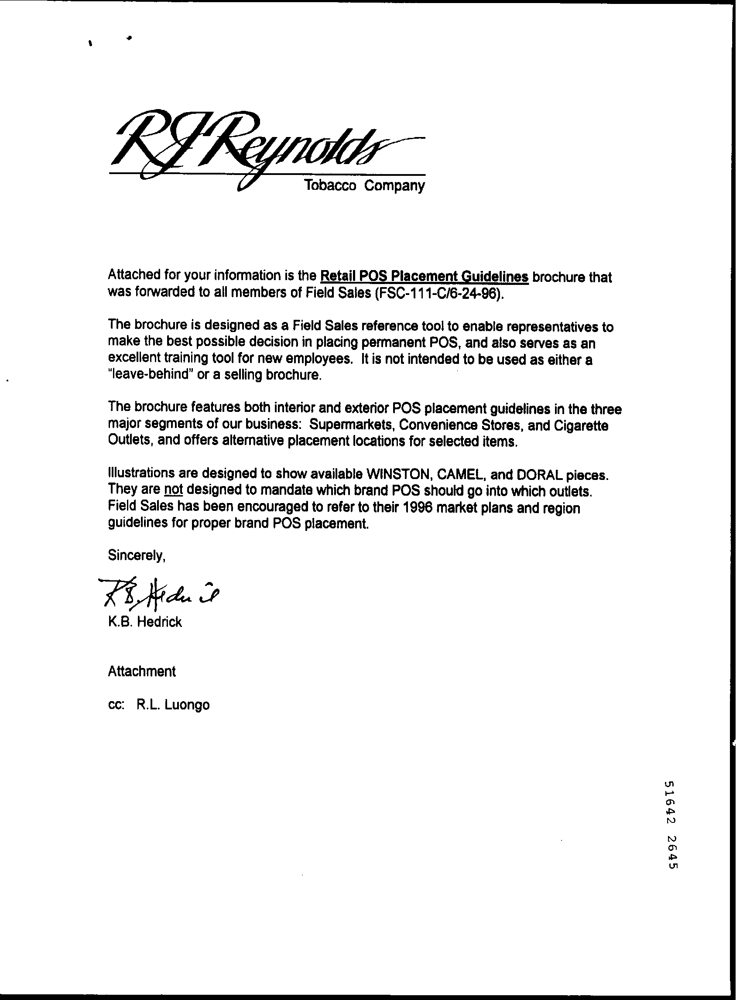 RJReynolds
Tobacco Company
Attached for your information is the Retail POS Placement Guidelines brochure that
was forwarded to all members of Field Sales (FSC-111-C/6-24-96).
The brochure is designed as a Field Sales reference tool to enable representatives to
make the best possible decision in placing permanent POS, and also serves as an
excellent training tool for new employees. It is not intended to be used as either a
"leave-behind" or a selling brochure.
The brochure features both interior and exterior POS placement guidelines in the three
major segments of our business: Supermarkets, Convenience Stores, and Cigarette
Outlets, and offers alternative placement locations for selected items.
Illustrations are designed to show available WINSTON, CAMEL, and DORAL pieces.
They are not designed to mandate which brand POS should go into which outlets.
Field Sales has been encouraged to refer to their 1996 market plans and region
guidelines for proper brand POS placement.
Sincerely,
K.B. Hedrick
K.B. Hedrick
Attachment
cc: R.L. Luongo
51642 2645